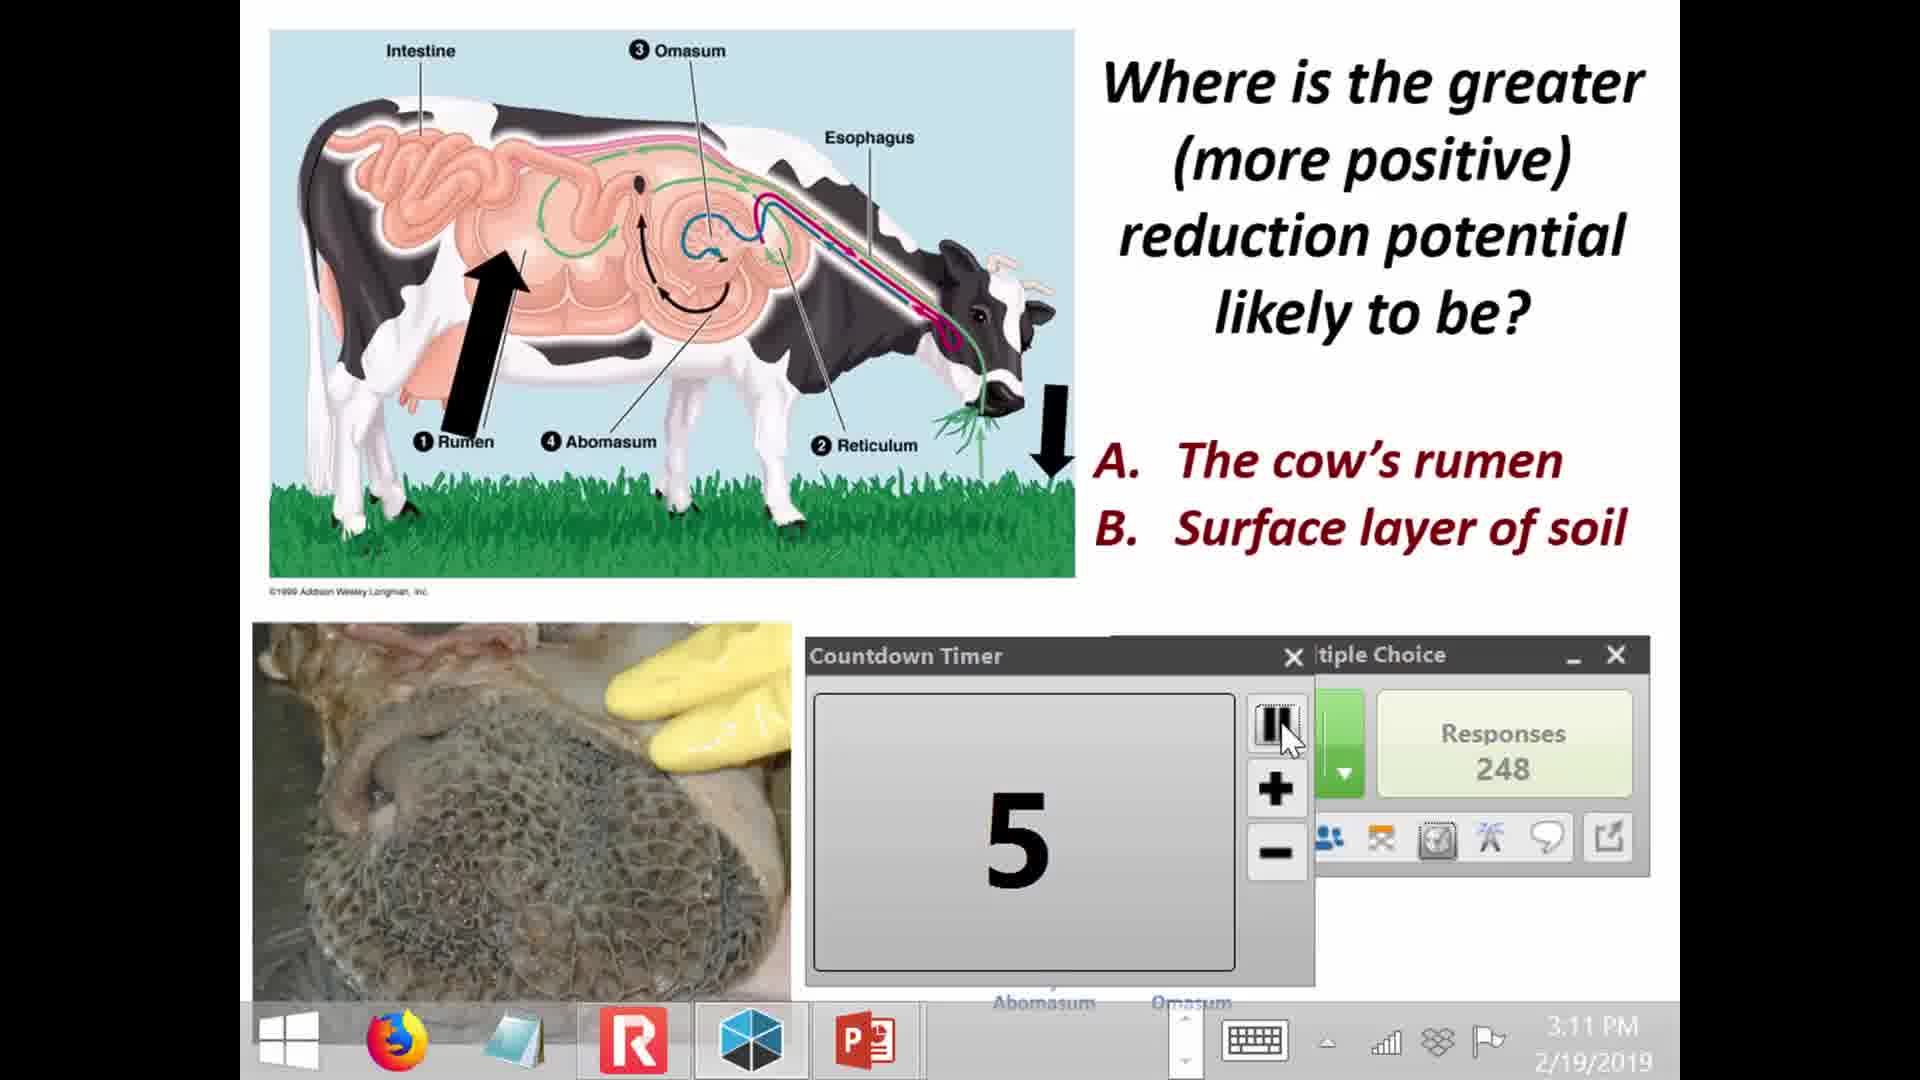 Intestine
3 Omasum
Esophagus
1 Rumen
4 Abomasum
2 Reticulum
©1999 Addison Wesley Longman, Inc.
Where is the greater
(more positive)
reduction potential
likely to be?
A. The cow's rumen
B. Surface layer of soil
Countdown Timer
tiple Choice
5
Responses
248
Abomasum
Omasum
3:11 PM
2/19/2019